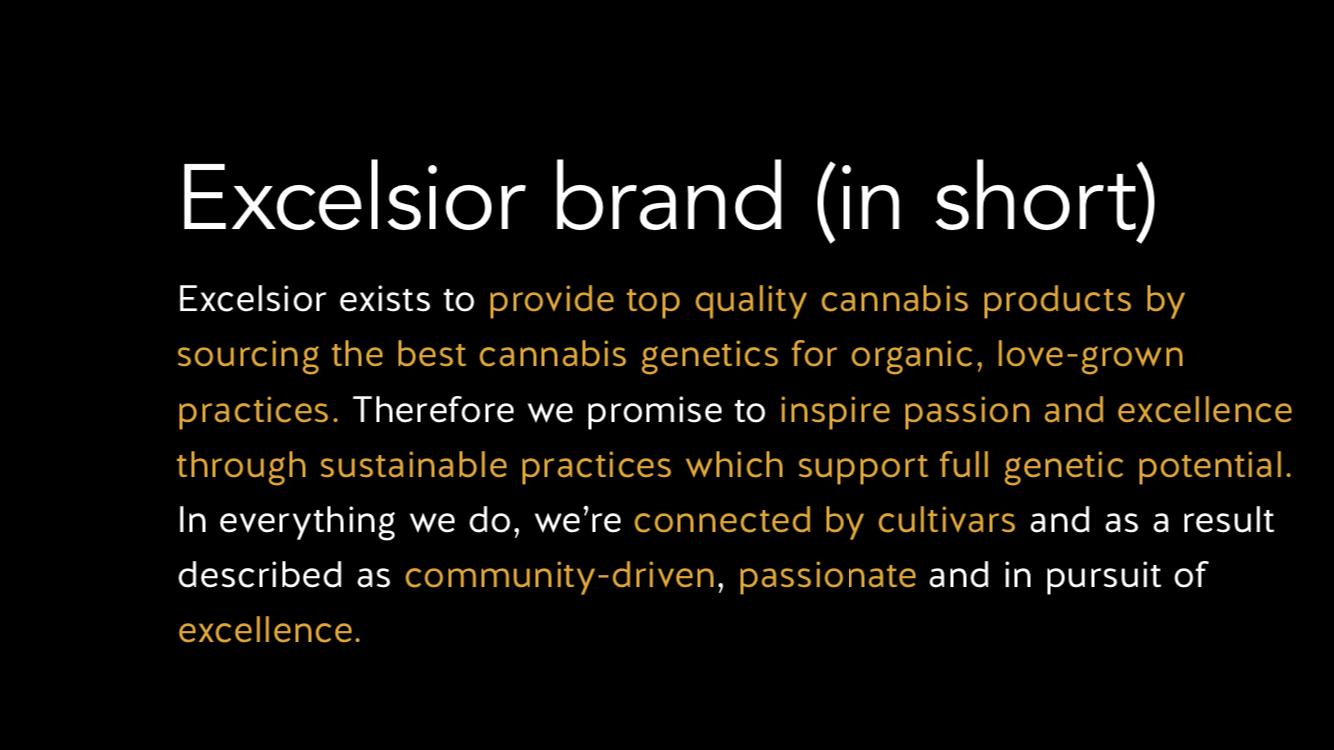 Excelsior brand (in short)
Excelsior exists to provide top quality cannabis products by
sourcing the best cannabis genetics for organic, love-grown
practices. Therefore we promise to inspire passion and excellence
through sustainable practices which support full genetic potential.
In everything we do, we’re connected by cultivars and as a result
described as community-driven, passionate and in pursuit of
excellence.